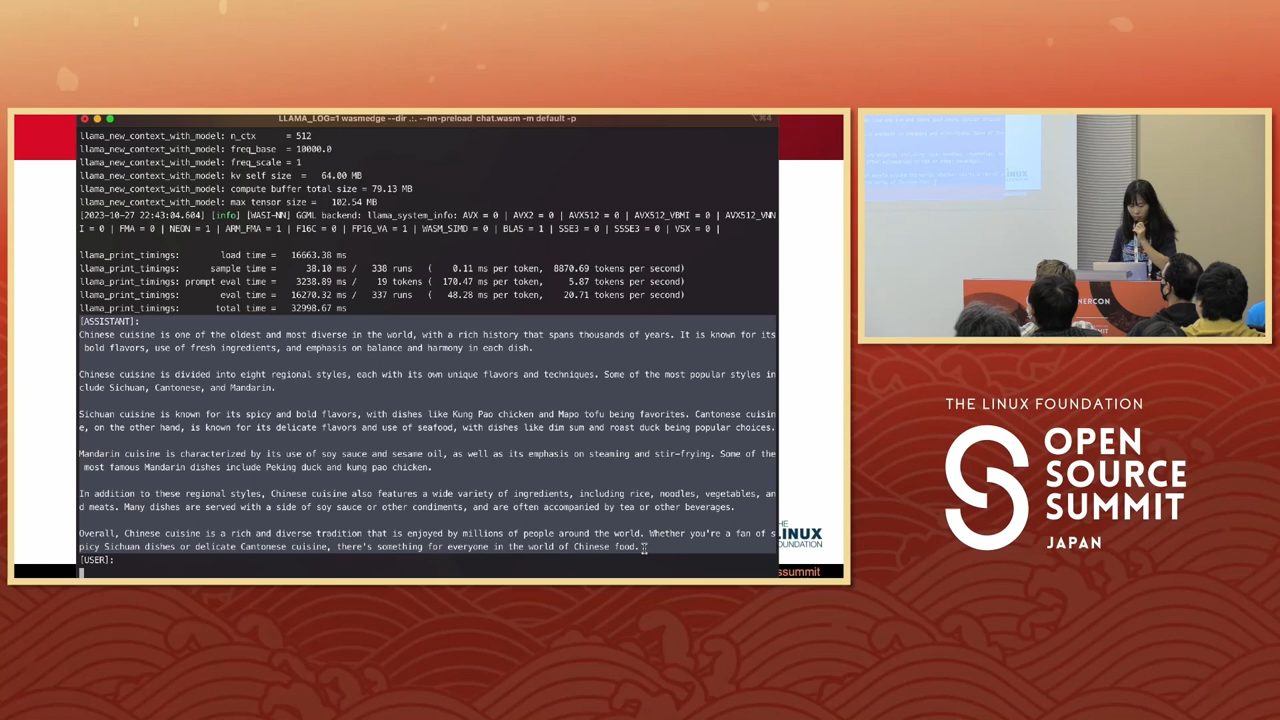 LLAMA_LOG=1 wasmedge --dir .:. --nn-preload chat.wasm -m default -p
⌥⌘4
llama_new_context_with_model: n_ctx = 512
llama_new_context_with_model: freq_base = 10000.0
llama_new_context_with_model: freq_scale = 1
llama_new_context_with_model: kv self size = 64.00 MB
llama_new_context_with_model: compute buffer total size = 79.13 MB
llama_new_context_with_model: max tensor size = 102.54 MB
[2023-10-27 22:43:04.604] [info] [WASI-NN] GGML backend: llama_system_info: AVX = 0 | AVX2 = 0 | AVX512 = 0 | AVX512_VBMI = 0 | AVX512_VNN
I = 0 | FMA = 0 | NEON = 1 | ARM_FMA = 1 | F16C = 0 | FP16_VA = 1 | WASM_SIMD = 0 | BLAS = 1 | SSE3 = 0 | SSSE3 = 0 | VSX = 0 |
llama_print_timings: load time = 16663.38 ms
llama_print_timings: sample time = 38.10 ms / 338 runs ( 0.11 ms per token, 8870.69 tokens per second)
llama_print_timings: prompt eval time = 3238.89 ms / 19 tokens ( 170.47 ms per token, 5.87 tokens per second)
llama_print_timings: eval time = 16270.32 ms / 337 runs ( 48.28 ms per token, 20.71 tokens per second)
llama_print_timings: total time = 32998.67 ms
[ASSISTANT]:
Chinese cuisine is one of the oldest and most diverse in the world, with a rich history that spans thousands of years. It is known for its
bold flavors, use of fresh ingredients, and emphasis on balance and harmony in each dish.
Chinese cuisine is divided into eight regional styles, each with its own unique flavors and techniques. Some of the most popular styles in
clude Sichuan, Cantonese, and Mandarin.
Sichuan cuisine is known for its spicy and bold flavors, with dishes like Kung Pao chicken and Mapo tofu being favorites. Cantonese cuisin
e, on the other hand, is known for its delicate flavors and use of seafood, with dishes like dim sum and roast duck being popular choices.
Mandarin cuisine is characterized by its use of soy sauce and sesame oil, as well as its emphasis on steaming and stir-frying. Some of the
most famous Mandarin dishes include Peking duck and kung pao chicken.
In addition to these regional styles, Chinese cuisine also features a wide variety of ingredients, including rice, noodles, vegetables, an
d meats. Many dishes are served with a side of soy sauce or other condiments, and are often accompanied by tea or other beverages.
Overall, Chinese cuisine is a rich and diverse tradition that is enjoyed by millions of people around the world. Whether you're a fan of s
picy Sichuan dishes or delicate Cantonese cuisine, there's something for everyone in the world of Chinese food.
[USER]:
THE
LINUX
FOUNDATION
ssummit
THE LINUX FOUNDATION
OPEN
SOURCE
SUMMIT
JAPAN